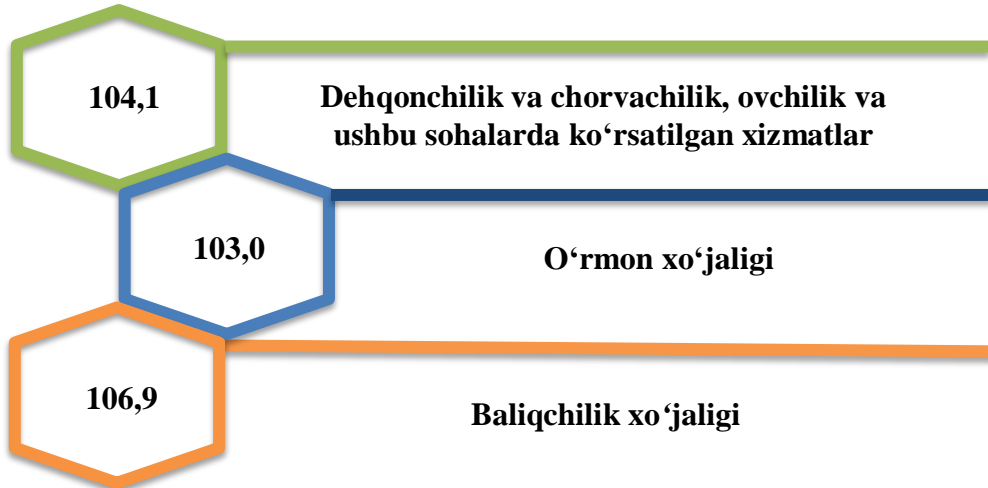 104,1
Dehqonchilik va chorvachilik, ovchilik va
ushbu sohalarda ko‘rsatilgan xizmatlar
103,0
O‘rmon xo‘jaligi
106,9
Baliqchilik xo‘jaligi